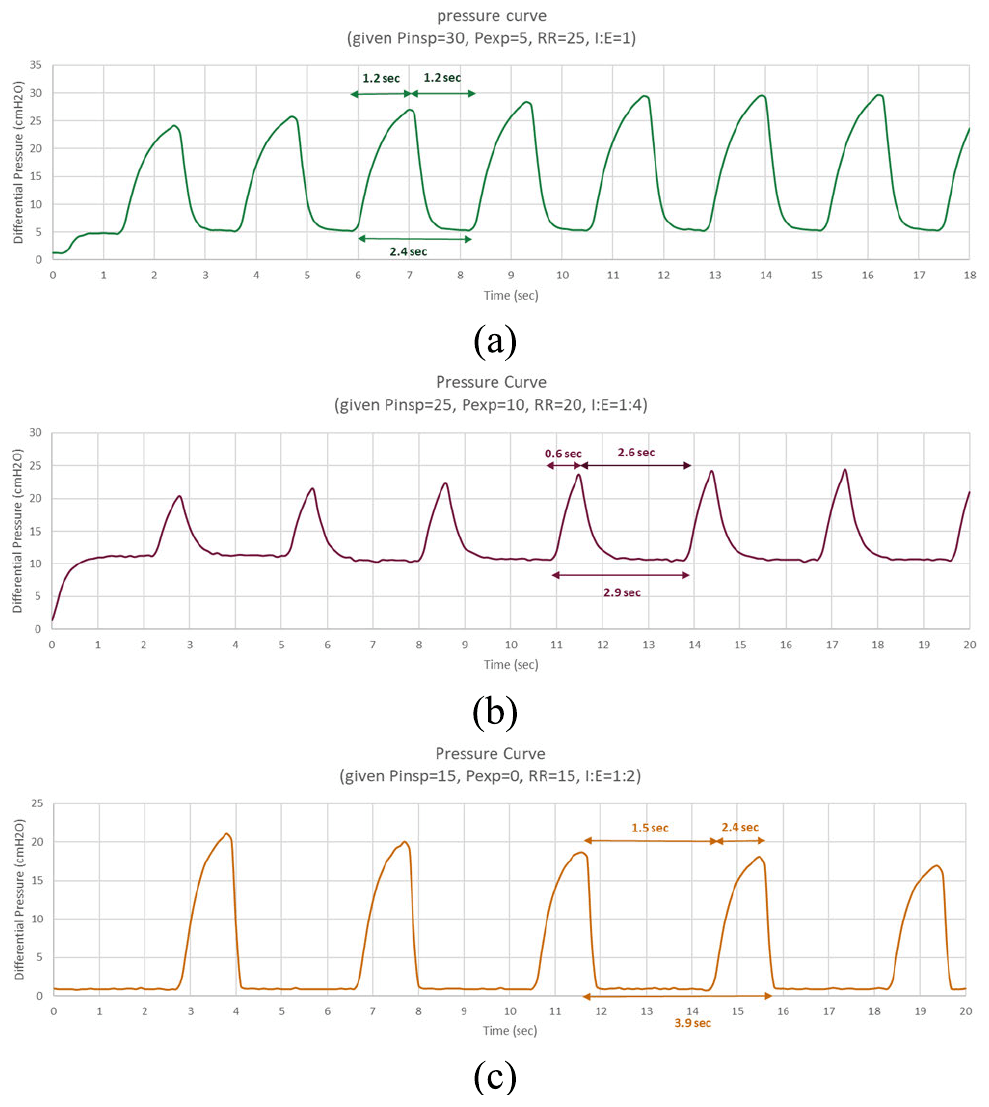 pressure curve
(given Pinsp=30, Pexp=5, RR=25, I:E=1)
35
30
25
20
15
10
5
0
Differential Pressure (cmH2O)
1.2 sec 1.2 sec
2.4 sec
0 1 2 3 4 5 6 7 8 9 10 11 12 13 14 15 16 17 18
Time (sec)
(a)
Pressure Curve
(given Pinsp=25, Pexp=10, RR=20, I:E=1:4)
30
25
20
15
10
5
0
Differential Pressure (cmH2O)
0.6 sec 2.6 sec
2.9 sec
0 1 2 3 4 5 6 7 8 9 10 11 12 13 14 15 16 17 18 19 20
Time (sec)
(b)
Pressure Curve
(given Pinsp=15, Pexp=0, RR=15, I:E=1:2)
25
20
15
10
5
0
Differential Pressure (cmH2O)
1.5 sec 2.4 sec
3.9 sec
0 1 2 3 4 5 6 7 8 9 10 11 12 13 14 15 16 17 18 19 20
Time (sec)
(c)